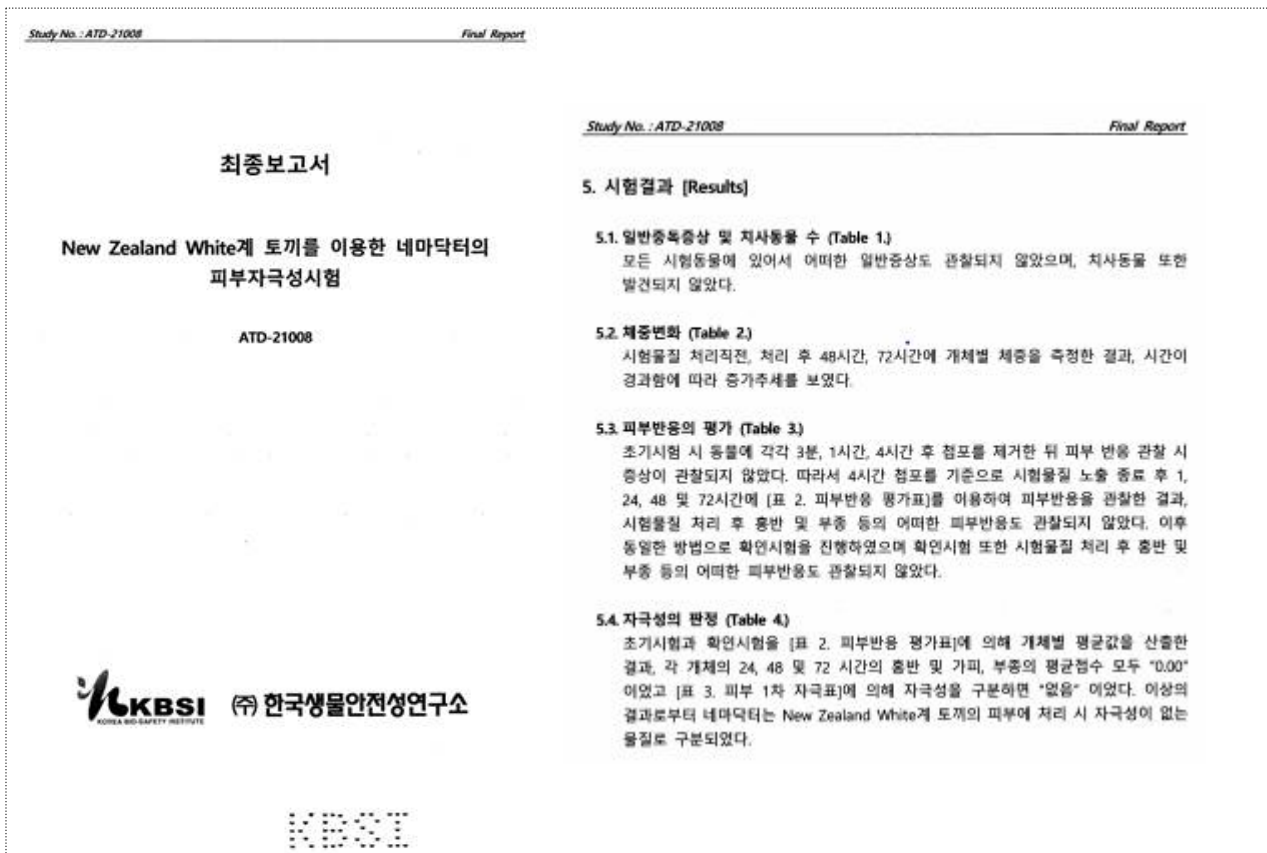 Study No. : ATD-21008 Final Report
최종보고서
New Zealand White계 토끼를 이용한 네마닥터의
피부자극성시험
ATD-21008
KBSI
KOREA BIO-SAFETY INSTITUTE
㈜ 한국생물안전성연구소
KBSI
Study No. : ATD-21008 Final Report
5. 시험결과 [Results]
5.1. 일반중독증상 및 치사동물 수 (Table 1.)
모든 시험동물에 있어서 어떠한 일반증상도 관찰되지 않았으며, 치사동물 또한
발견되지 않았다.
5.2. 체중변화 (Table 2.)
시험물질 처리직전, 처리 후 48시간, 72시간에 개체별 체중을 측정한 결과, 시간이
경과함에 따라 증가추세를 보였다.
5.3. 피부반응의 평가 (Table 3.)
초기시험 시 동물에 각각 3분, 1시간, 4시간 후 첩포를 제거한 뒤 피부 반응 관찰 시
증상이 관찰되지 않았다. 따라서 4시간 첩포를 기준으로 시험물질 노출 종료 후 1,
24, 48 및 72시간에 [표 2. 피부반응 평가표]를 이용하여 피부반응을 관찰한 결과,
시험물질 처리 후 홍반 및 부종 등의 어떠한 피부반응도 관찰되지 않았다. 이후
동일한 방법으로 확인시험을 진행하였으며 확인시험 또한 시험물질 처리 후 홍반 및
부종 등의 어떠한 피부반응도 관찰되지 않았다.
5.4. 자극성의 판정 (Table 4.)
초기시험과 확인시험을 [표 2. 피부반응 평가표]에 의해 개체별 평균값을 산출한
결과, 각 개체의 24, 48 및 72 시간의 홍반 및 가피, 부종의 평균점수 모두 "0.00"
이었고 [표 3. 피부 1차 자극표]에 의해 자극성을 구분하면 "없음" 이었다. 이상의
결과로부터 네마닥터는 New Zealand White계 토끼의 피부에 처리 시 자극성이 없는
물질로 구분되었다.